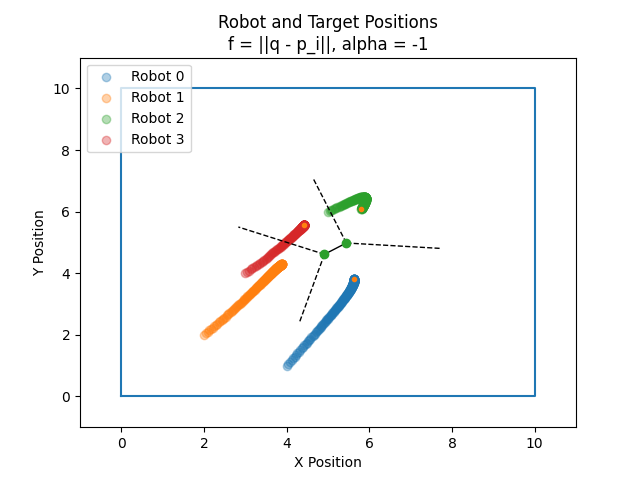 Robot and Target Positions
f = ||q - p_i||, alpha = -1
Robot 0
Robot 1
Robot 2
Robot 3
10
8
6
4
2
0
Y Position
0 2 4 6 8 10
X Position